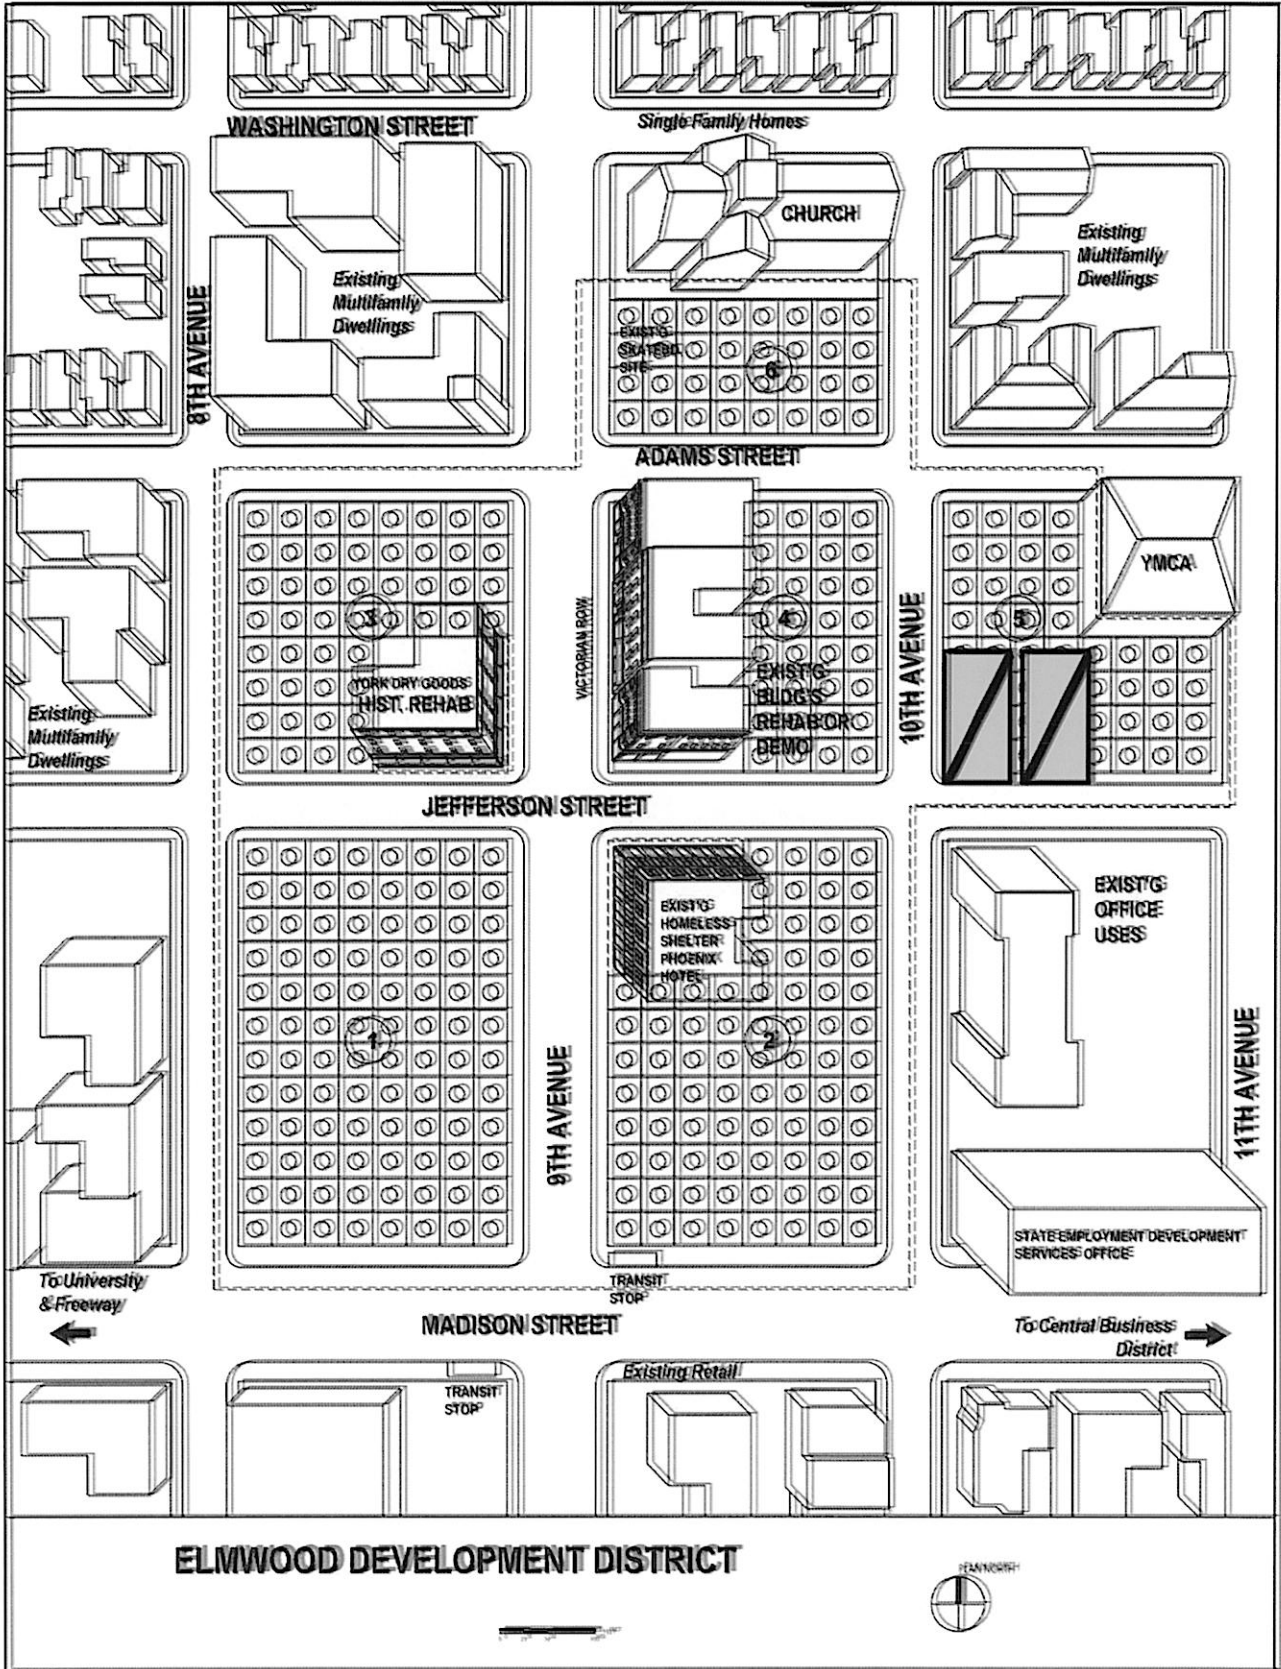 WASHINGTON STREET
Single Family Homes
CHURCH
Existing
Multifamily
Dwellings
Existing
Multifamily
Dwellings
8TH AVENUE
EXIST'G
SKATEBD.
SITE
6
ADAMS STREET
YMCA
3
4
5
VICTORIAN ROW
10TH AVENUE
YORK DRY GOODS
HIST. REHAB
EXIST'G
BLDG'S
REHAB OR
DEMO
Existing
Multifamily
Dwellings
JEFFERSON STREET
EXIST'G
HOMELESS
SHELTER
PHOENIX
HOTEL
EXIST'G
OFFICE
USES
1
2
9TH AVENUE
11TH AVENUE
STATE EMPLOYMENT DEVELOPMENT
SERVICES OFFICE
To University
& Freeway
TRANSIT
STOP
MADISON STREET
To Central Business
District
TRANSIT
STOP
Existing Retail
ELMWOOD DEVELOPMENT DISTRICT
PLAN NORTH